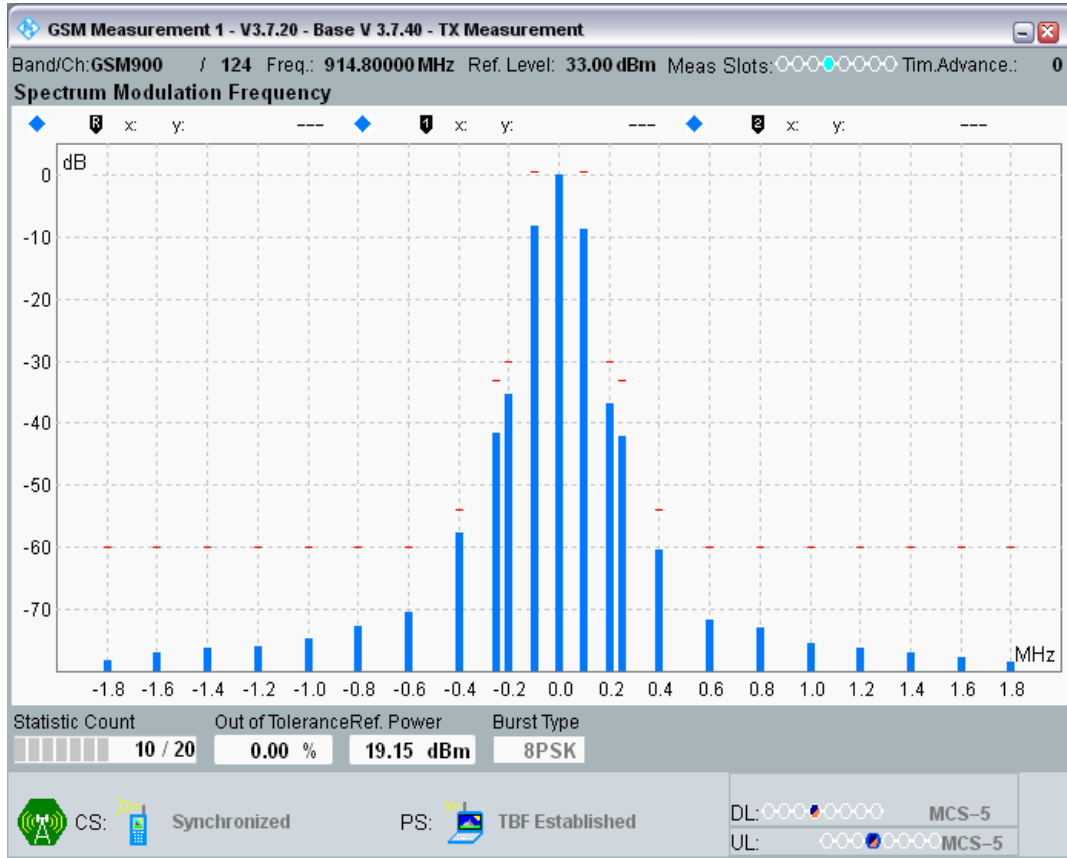 GSM Measurement 1 - V3.7.20 - Base V 3.7.40 - TX Measurement
Band/Ch:GSM900 / 124 Freq.: 914.80000 MHz Ref. Level: 33.00 dBm Meas Slots: Tim.Advance.: 0
Spectrum Modulation Frequency
R x: y: --- 1 x: y: --- 2 x: y: ---
dB
0
-10
-20
-30
-40
-50
-60
-70
MHz
-1.8 -1.6 -1.4 -1.2 -1.0 -0.8 -0.6 -0.4 -0.2 0.0 0.2 0.4 0.6 0.8 1.0 1.2 1.4 1.6 1.8
Statistic Count Out of Tolerance Ref. Power Burst Type
10 / 20 0.00 % 19.15 dBm 8PSK
CS: Synchronized PS: TBF Established DL: MCS-5
UL: MCS-5